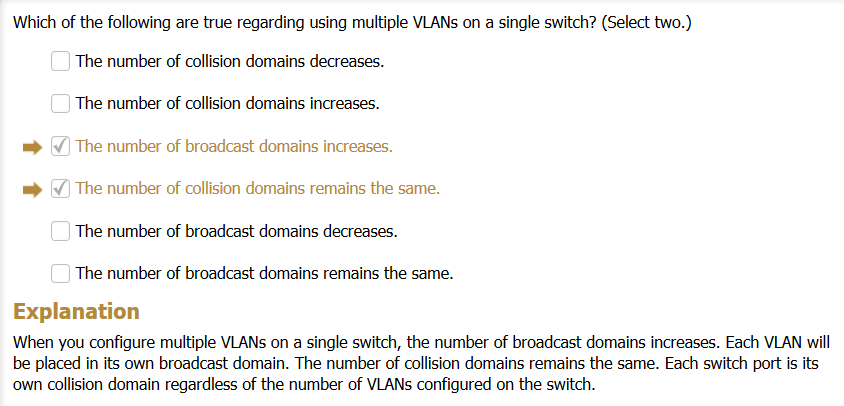 Which of the following are true regarding using multiple VLANs on a single switch? (Select two.)
The number of collision domains decreases.
The number of collision domains increases.
The number of broadcast domains increases.
The number of collision domains remains the same.
The number of broadcast domains decreases.
The number of broadcast domains remains the same.
Explanation
When you configure multiple VLANs on a single switch, the number of broadcast domains increases. Each VLAN will
be placed in its own broadcast domain. The number of collision domains remains the same. Each switch port is its
own collision domain regardless of the number of VLANs configured on the switch.